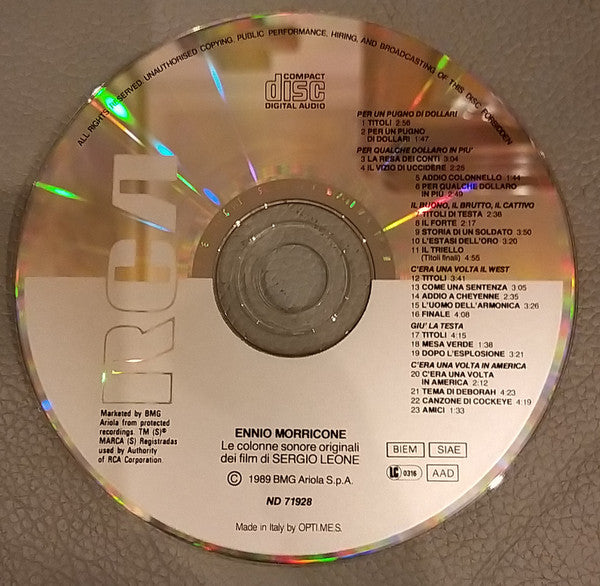 ALL RIGHTS RESERVED. UNAUTHORISED COPYING, PUBLIC PERFORMANCE, HIRING, AND BROADCASTING OF THIS DISC FORBIDDEN
COMPACT
disc
DIGITAL AUDIO
RCA
PER UN PUGNO DI DOLLARI
1 TITOLI 2:56
2 PER UN PUGNO
DI DOLLARI 1:47
PER QUALCHE DOLLARO IN PIU'
3 LA RESA DEI CONTI 3:04
4 IL VIZIO DI UCCIDERE 2:25
5 ADDIO COLONNELLO 1:44
6 PER QUALCHE DOLLARO
IN PIÙ 2:49
IL BUONO, IL BRUTTO, IL CATTIVO
7 TITOLI DI TESTA 2:38
8 IL FORTE 2:17
9 STORIA DI UN SOLDATO 3:50
10 L'ESTASI DELL'ORO 3:20
11 IL TRIELLO
(Titoli finali) 4:55
C'ERA UNA VOLTA IL WEST
12 TITOLI 3:41
13 COME UNA SENTENZA 3:05
14 ADDIO A CHEYENNE 2:35
15 L'UOMO DELL'ARMONICA 3:26
16 FINALE 4:08
GIU' LA TESTA
17 TITOLI 4:15
18 MESA VERDE 1:38
19 DOPO L'ESPLOSIONE 3:21
C'ERA UNA VOLTA IN AMERICA
20 C'ERA UNA VOLTA
IN AMERICA 2:12
21 TEMA DI DEBORAH 4:23
22 CANZONE DI COCKEYE 4:19
23 AMICI 1:33
Marketed by BMG
Ariola from protected
recordings. TM (S)®
MARCA (S) Registradas
used by Authority
of RCA Corporation.
ENNIO MORRICONE
Le colonne sonore originali
dei film di SERGIO LEONE
© 1989 BMG Ariola S.p.A.
ND 71928
Made in Italy by OPTI.ME.S.
BIEM SIAE
LC 0316 AAD